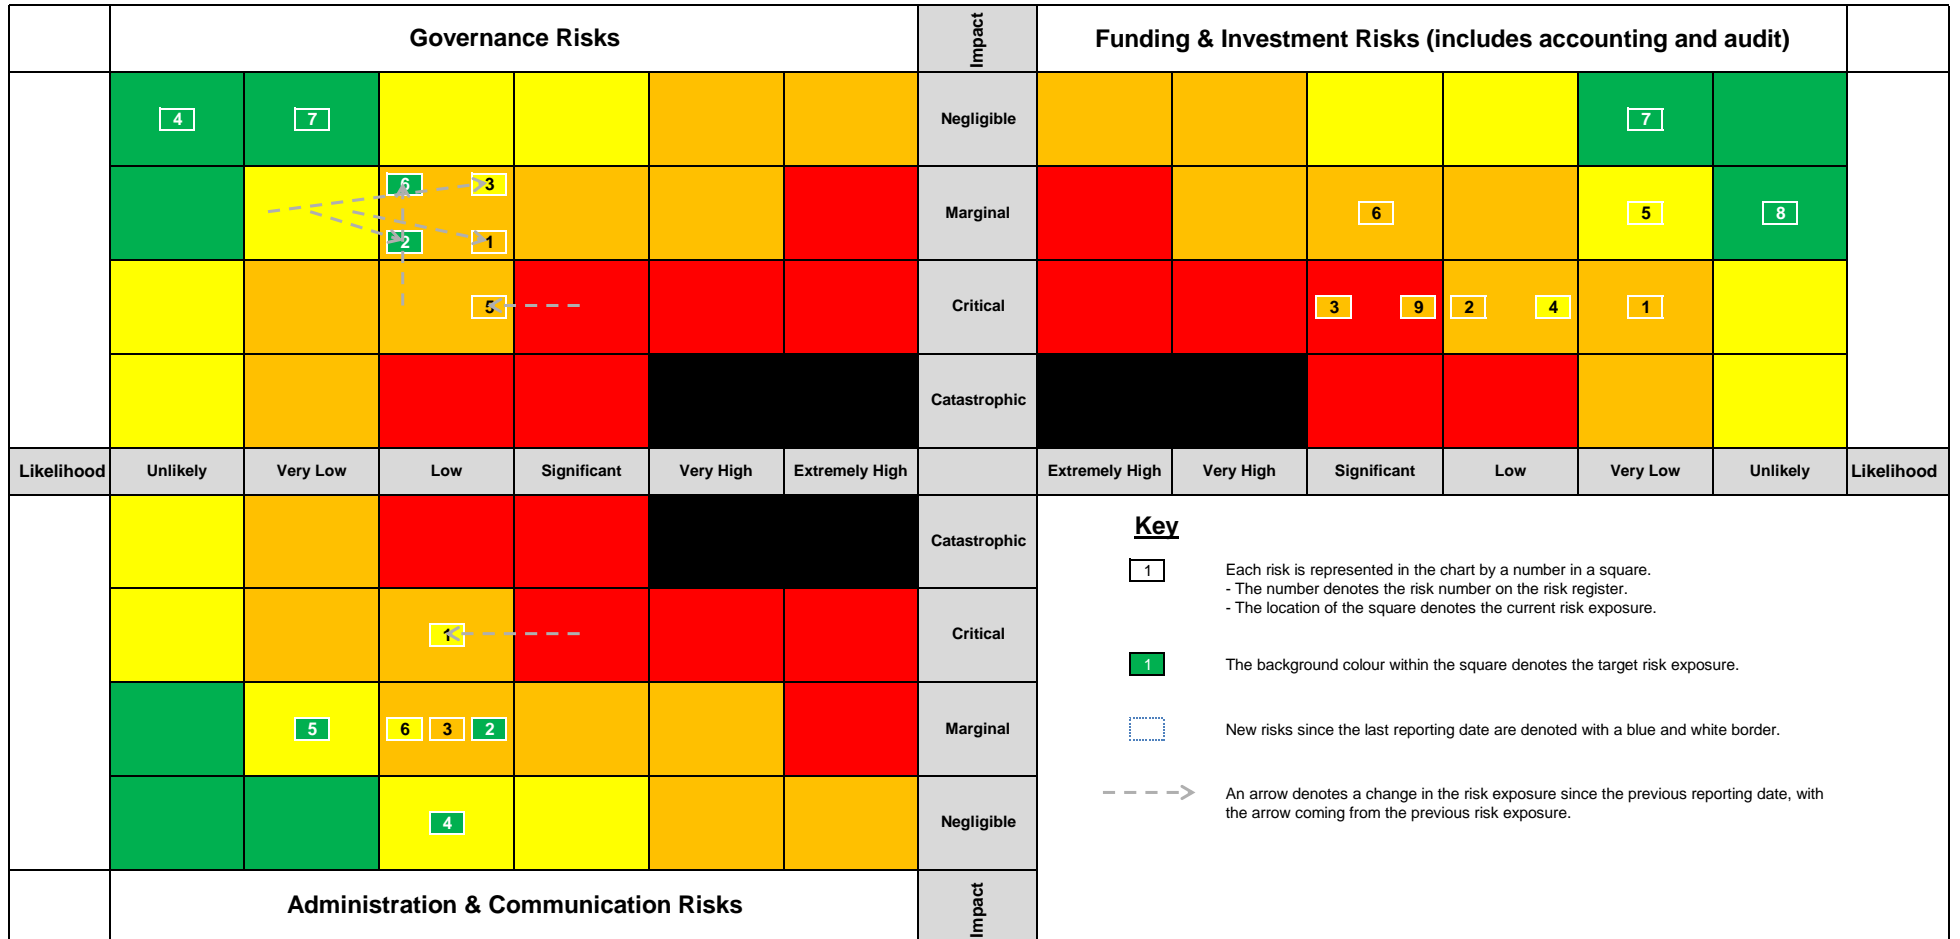 Governance Risks
Impact
Funding & Investment Risks (includes accounting and audit)
4 7
Negligible
7
6 3
2 1
Marginal
6 5 8
5
Critical
3 9 2 4 1
Catastrophic
Likelihood Unlikely Very Low Low Significant Very High Extremely High Extremely High Very High Significant Low Very Low Unlikely Likelihood
Catastrophic
1
Critical
5 6 3 2
Marginal
4
Negligible
Administration & Communication Risks
Impact
Key
1
Each risk is represented in the chart by a number in a square.
- The number denotes the risk number on the risk register.
- The location of the square denotes the current risk exposure.
1
The background colour within the square denotes the target risk exposure.
New risks since the last reporting date are denoted with a blue and white border.
An arrow denotes a change in the risk exposure since the previous reporting date, with
the arrow coming from the previous risk exposure.